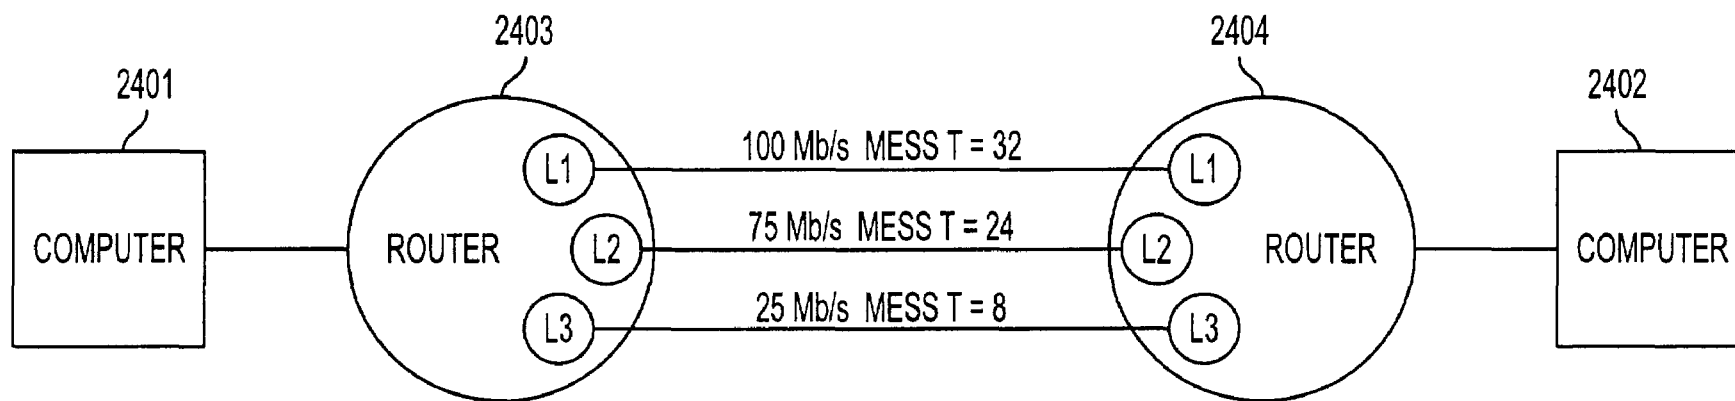 2403
2404
2401
2402
L1
100 Mb/s MESS T = 32
L1
COMPUTER
ROUTER
L2
75 Mb/s MESS T = 24
L2
ROUTER
COMPUTER
L3
25 Mb/s MESS T = 8
L3